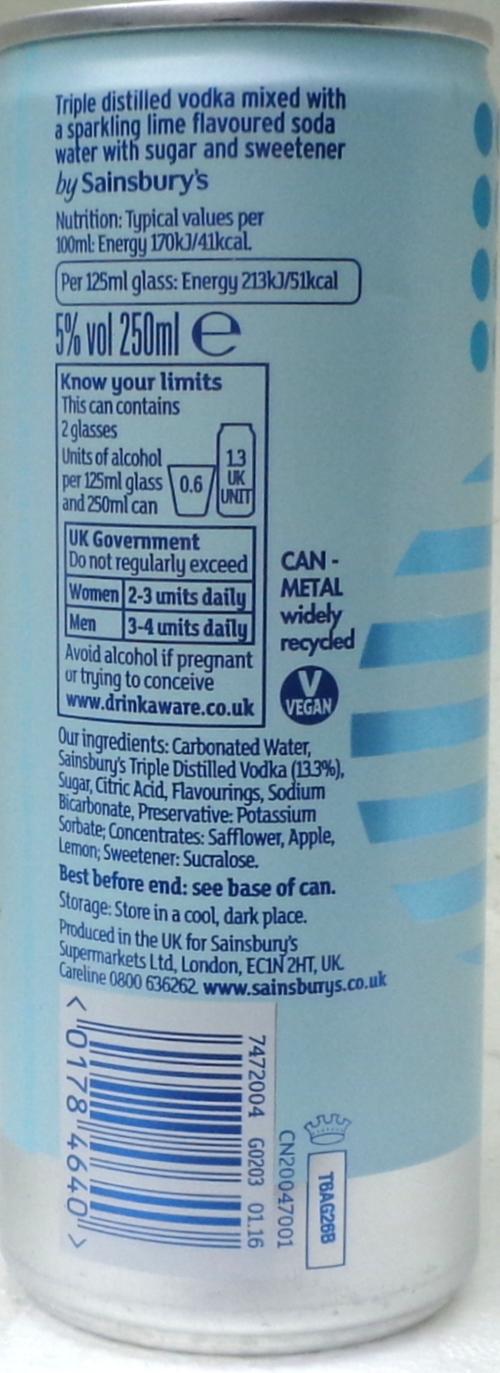 Triple distilled vodka mixed with
a sparkling lime flavoured soda
water with sugar and sweetener
by Sainsbury's
Nutrition: Typical values per
100ml: Energy 170kJ/41kcal.
Per 125ml glass: Energy 213kJ/51kcal
5% vol 250ml e
Know your limits
This can contains
2 glasses
Units of alcohol
per 125ml glass
and 250ml can
0.6
1.3
UK
UNIT
UK Government
Do not regularly exceed
Women 2-3 units daily
Men 3-4 units daily
Avoid alcohol if pregnant
or trying to conceive
www.drinkaware.co.uk
CAN -
METAL
widely
recycled
V
VEGAN
Our ingredients: Carbonated Water,
Sainsbury's Triple Distilled Vodka (13.3%),
Sugar, Citric Acid, Flavourings, Sodium
Bicarbonate, Preservative: Potassium
Sorbate; Concentrates: Safflower, Apple,
Lemon; Sweetener: Sucralose.
Best before end: see base of can.
Storage: Store in a cool, dark place.
Produced in the UK for Sainsbury's
Supermarkets Ltd, London, EC1N 2HT, UK.
Careline 0800 636262 www.sainsburys.co.uk
< 0178 4640 >
7472004 G0203 01.16
CN20047001
TBAG26B